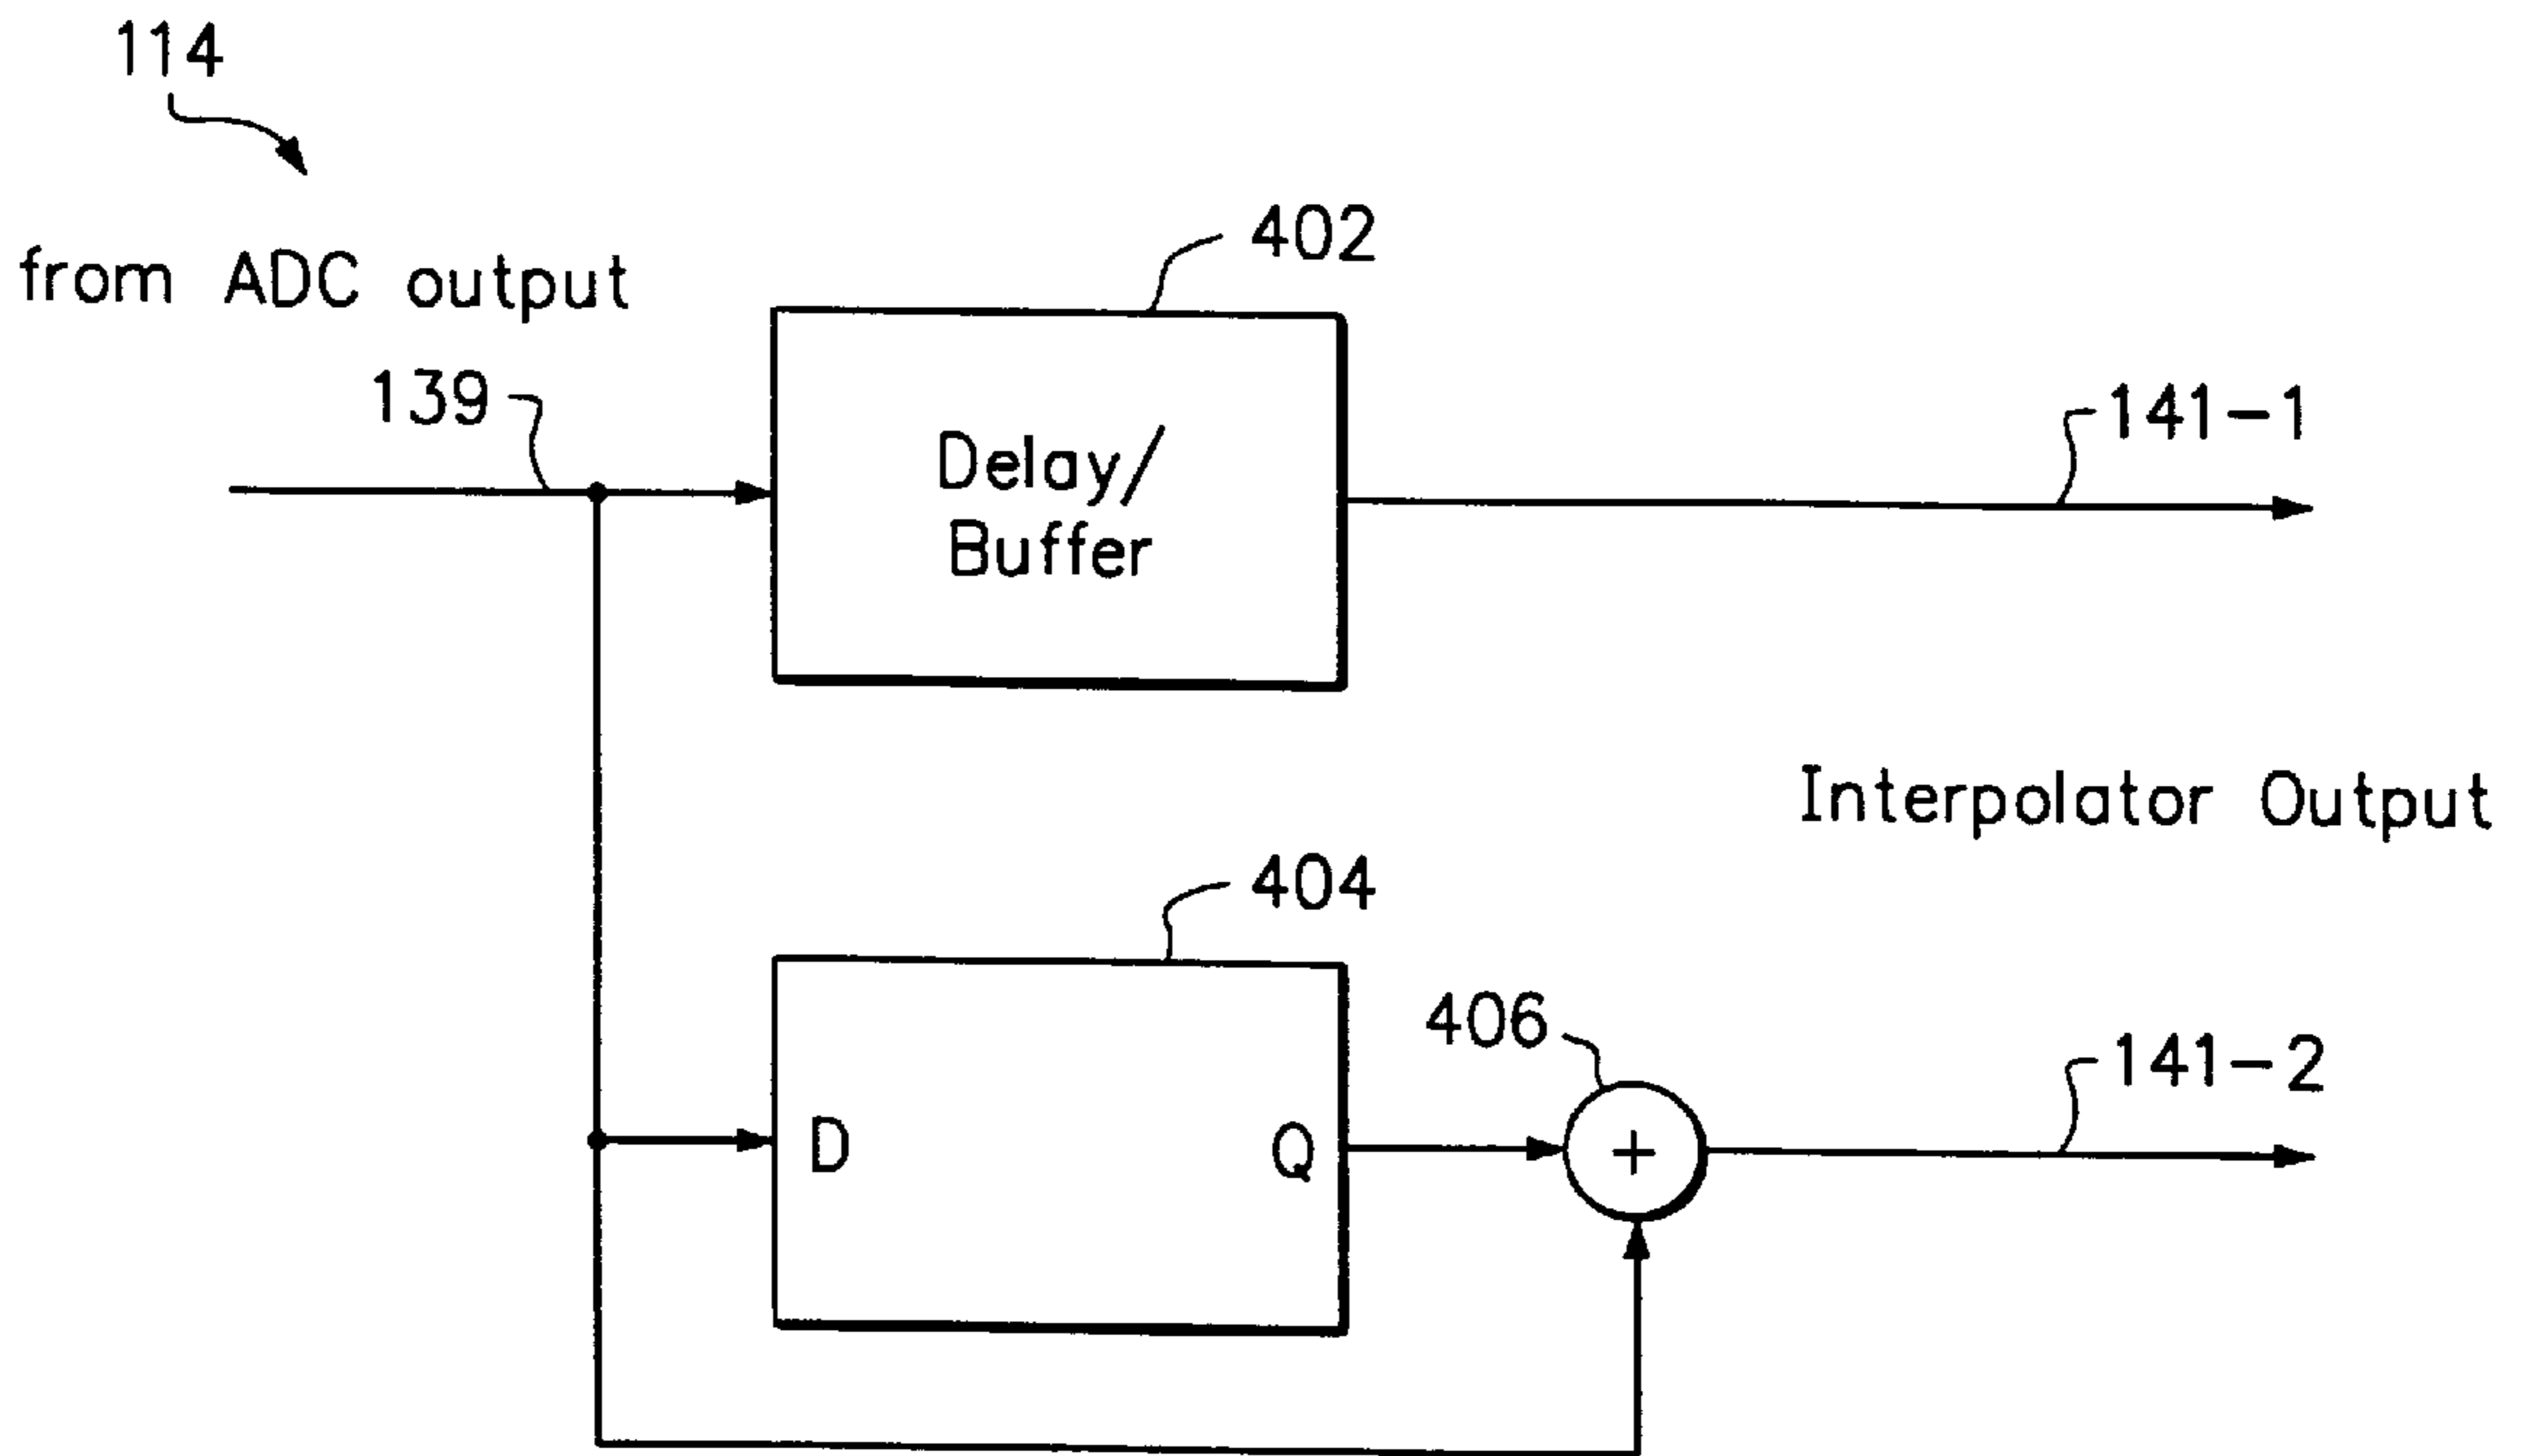 114
from ADC output
402
139
Delay/
Buffer
141-1
Interpolator Output
404
406
141-2
D
Q
+